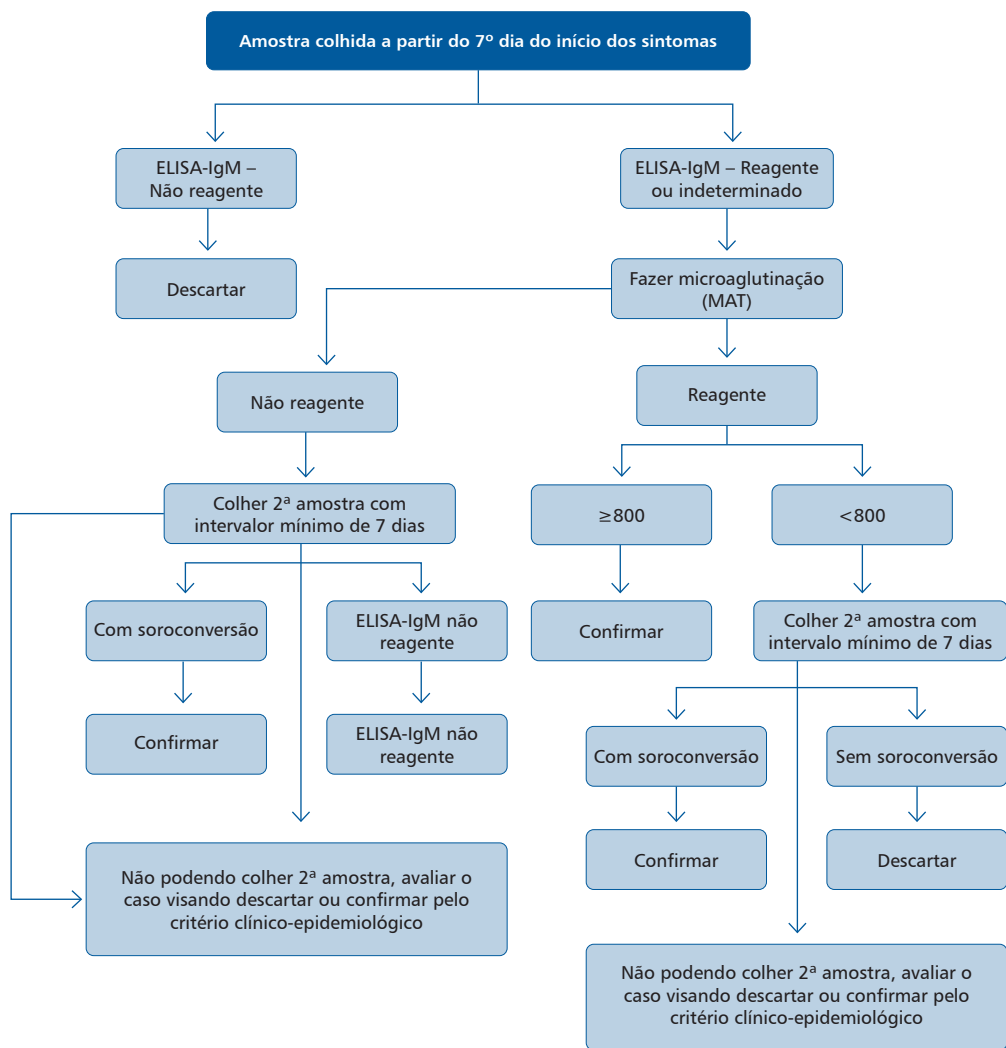 Amostra colhida a partir do 7º dia do início dos sintomas
ELISA-IgM –
Não reagente
ELISA-IgM – Reagente
ou indeterminado
Descartar
Fazer microaglutinação
(MAT)
Não reagente
Reagente
Colher 2ª amostra com
intervalor mínimo de 7 dias
≥800
<800
Com soroconversão
ELISA-IgM não
reagente
Confirmar
Colher 2ª amostra com
intervalo mínimo de 7 dias
Confirmar
ELISA-IgM não
reagente
Com soroconversão
Sem soroconversão
Confirmar
Descartar
Não podendo colher 2ª amostra, avaliar o
caso visando descartar ou confirmar pelo
critério clínico-epidemiológico
Não podendo colher 2ª amostra, avaliar o
caso visando descartar ou confirmar pelo
critério clínico-epidemiológico